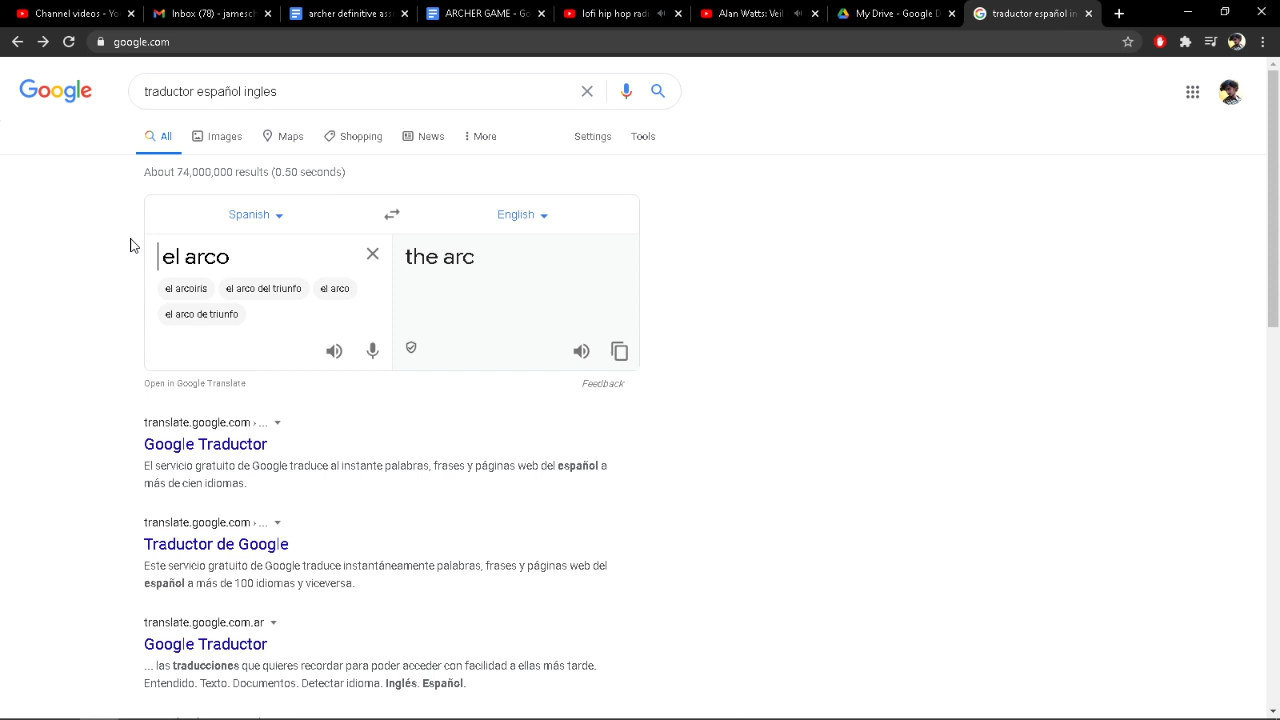 Channel videos - Yo
Inbox (78) - jamesch
archer definitive ass
ARCHER GAME - Go
lofi hip hop radi
Alan Watts: Veil
My Drive - Google D
traductor español in
google.com
Google
traductor español ingles
All
Images
Maps
Shopping
News
More
Settings
Tools
About 74,000,000 results (0.50 seconds)
Spanish
English
el arco
the arc
el arcoiris
el arco del triunfo
el arco
el arco de triunfo
Open in Google Translate
Feedback
translate.google.com › ...
Google Traductor
El servicio gratuito de Google traduce al instante palabras, frases y páginas web del español a
más de cien idiomas.
translate.google.com › ...
Traductor de Google
Este servicio gratuito de Google traduce instantáneamente palabras, frases y páginas web del
español a más de 100 idiomas y viceversa.
translate.google.com.ar
Google Traductor
... las traducciones que quieres recordar para poder acceder con facilidad a ellas más tarde.
Entendido. Texto. Documentos. Detectar idioma. Inglés. Español.